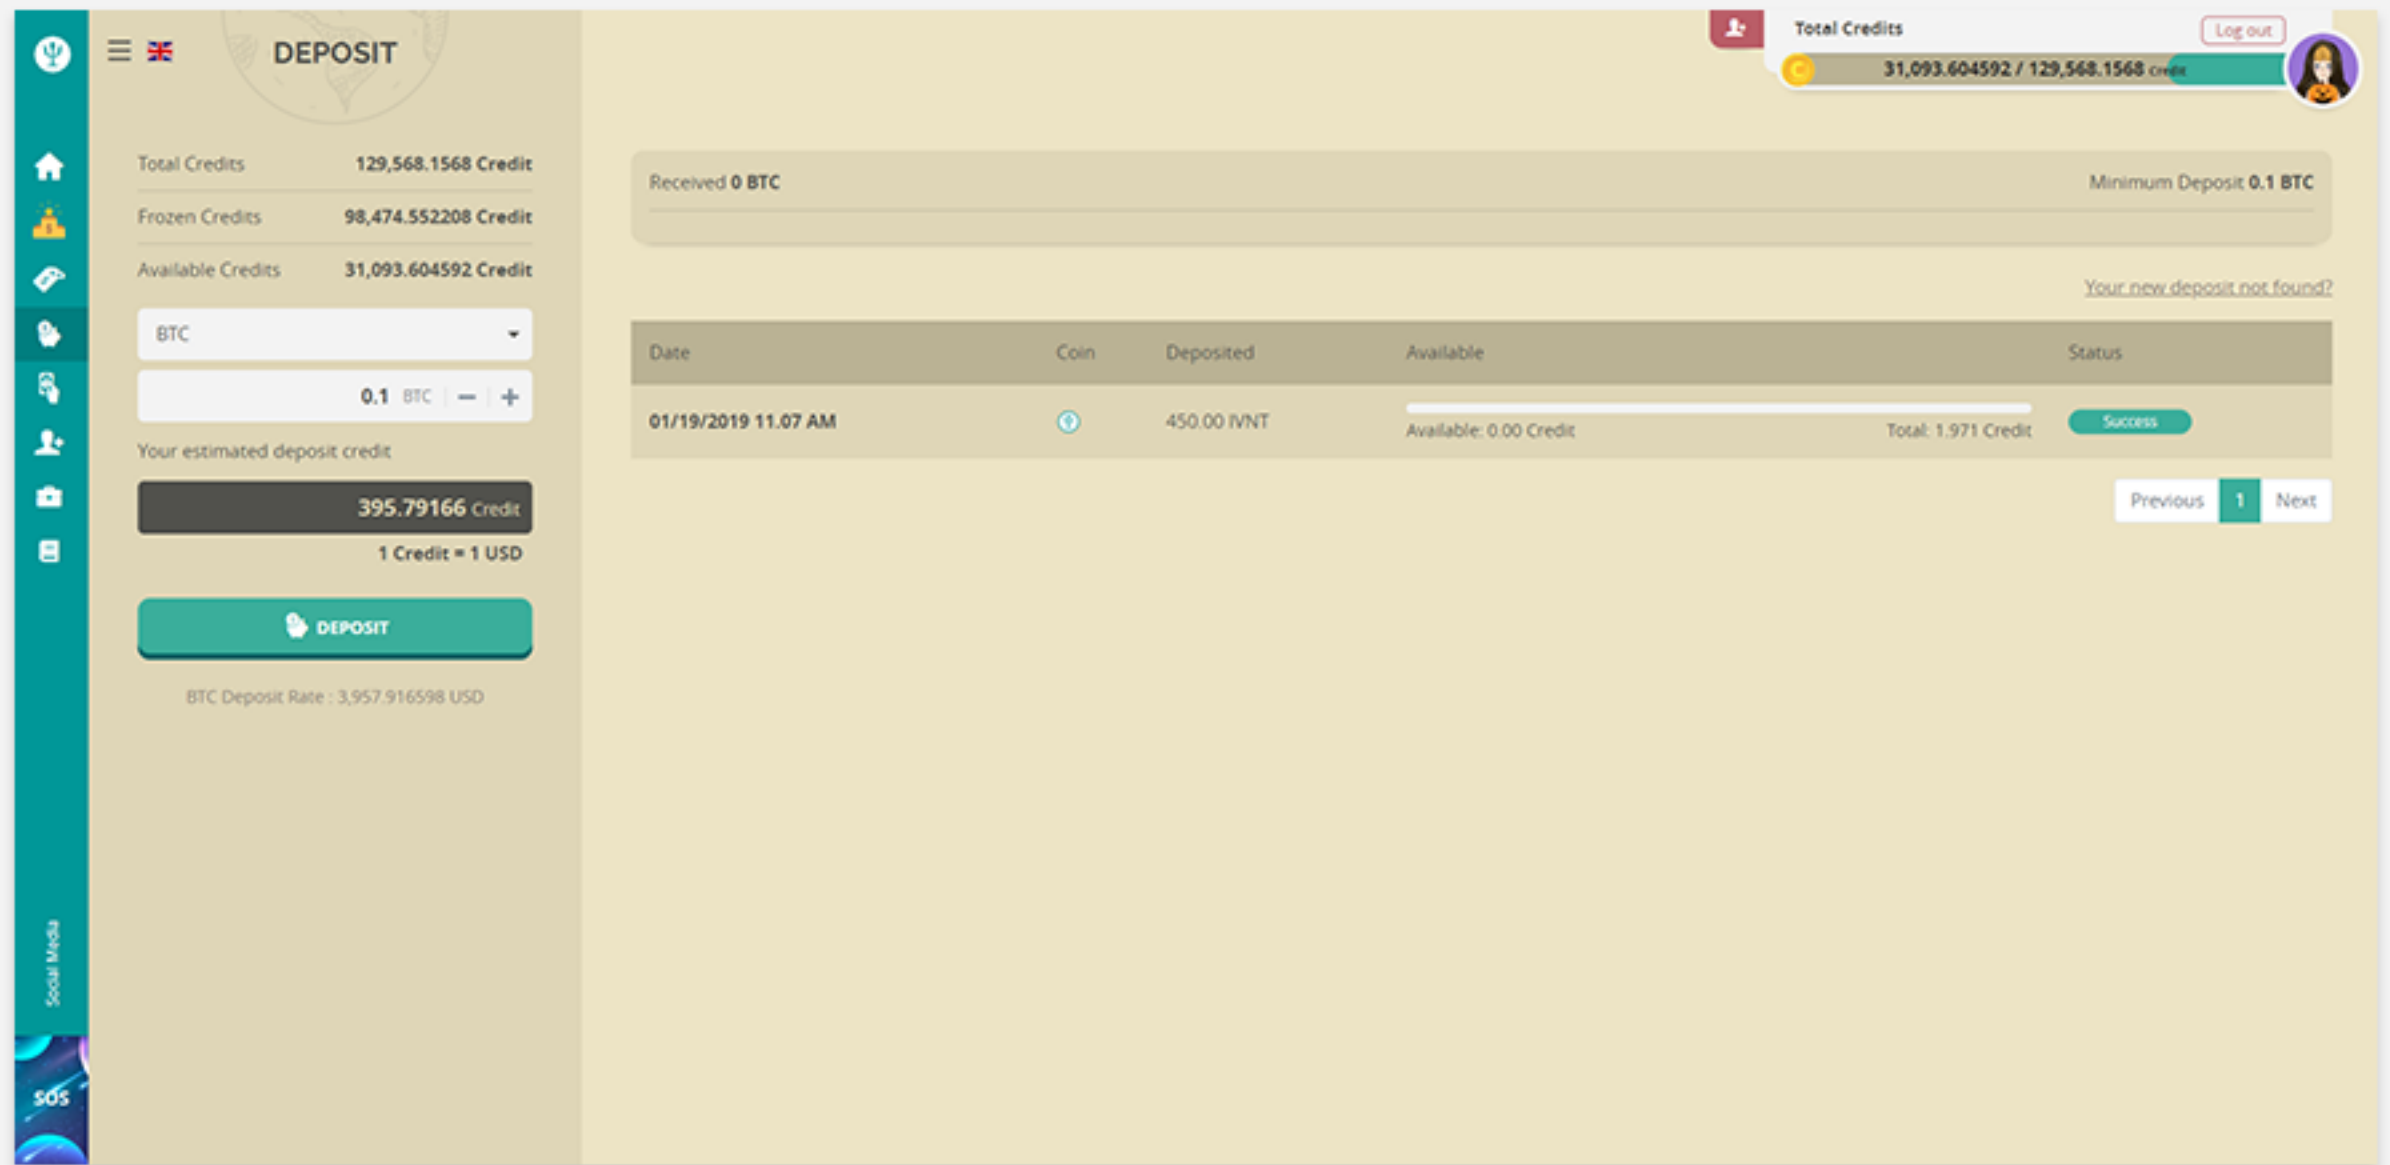 DEPOSIT
Total Credits
Log out
31,093.604592 / 129,568.1568 Credit
Total Credits 129,568.1568 Credit
Frozen Credits 98,474.552208 Credit
Available Credits 31,093.604592 Credit
BTC
0.1 BTC − +
Your estimated deposit credit
395.79166 Credit
1 Credit = 1 USD
DEPOSIT
BTC Deposit Rate : 3,957.916598 USD
Received 0 BTC Minimum Deposit 0.1 BTC
Your new deposit not found?
Date Coin Deposited Available Status
01/19/2019 11.07 AM 450.00 IVNT Success
Available: 0.00 Credit Total: 1.971 Credit
Previous 1 Next
Social Media
SOS